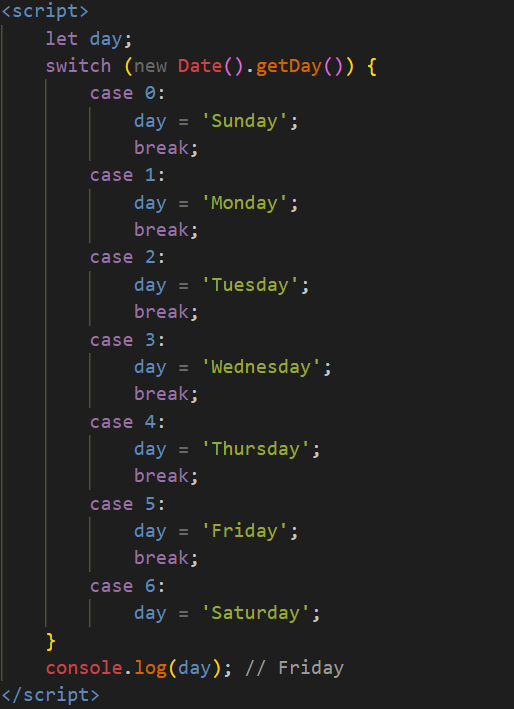 <script>
let day;
switch (new Date().getDay()) {
case 0:
day = 'Sunday';
break;
case 1:
day = 'Monday';
break;
case 2:
day = 'Tuesday';
break;
case 3:
day = 'Wednesday';
break;
case 4:
day = 'Thursday';
break;
case 5:
day = 'Friday';
break;
case 6:
day = 'Saturday';
}
console.log(day); // Friday
</script>